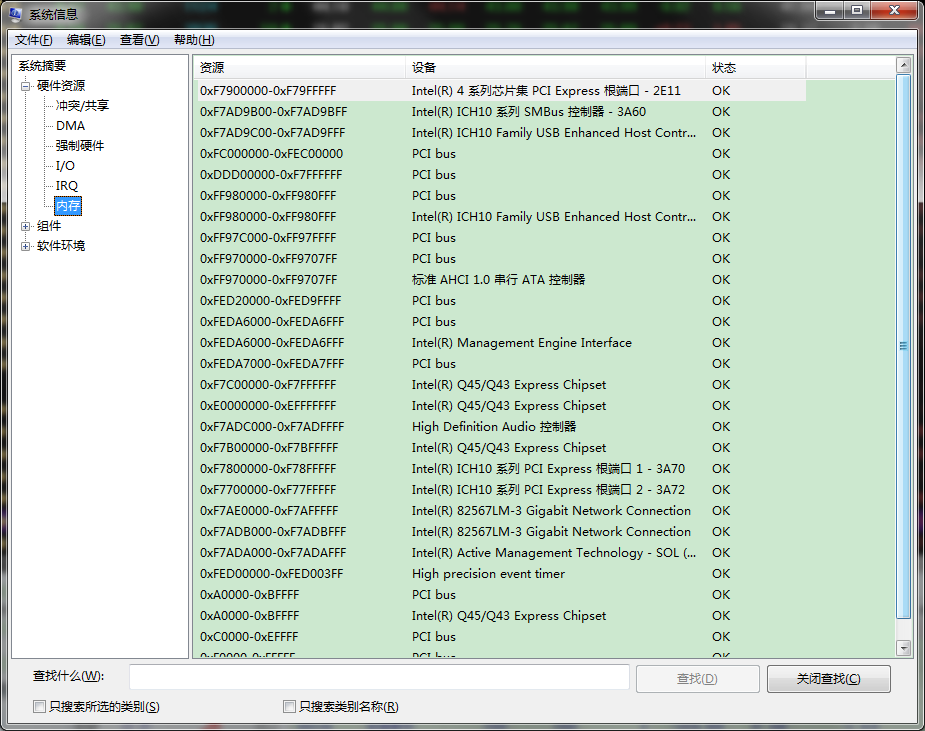 系统信息
文件(F) 编辑(E) 查看(V) 帮助(H)
系统摘要
硬件资源
冲突/共享
DMA
强制硬件
I/O
IRQ
内存
组件
软件环境
资源 设备 状态
0xF7900000-0xF79FFFFF Intel(R) 4 系列芯片集 PCI Express 根端口 - 2E11 OK
0xF7AD9B00-0xF7AD9BFF Intel(R) ICH10 系列 SMBus 控制器 - 3A60 OK
0xF7AD9C00-0xF7AD9FFF Intel(R) ICH10 Family USB Enhanced Host Contr... OK
0xFC000000-0xFEC00000 PCI bus OK
0xDDD00000-0xF7FFFFFF PCI bus OK
0xFF980000-0xFF980FFF PCI bus OK
0xFF980000-0xFF980FFF Intel(R) ICH10 Family USB Enhanced Host Contr... OK
0xFF97C000-0xFF97FFFF PCI bus OK
0xFF970000-0xFF9707FF PCI bus OK
0xFF970000-0xFF9707FF 标准 AHCI 1.0 串行 ATA 控制器 OK
0xFED20000-0xFED9FFFF PCI bus OK
0xFEDA6000-0xFEDA6FFF PCI bus OK
0xFEDA6000-0xFEDA6FFF Intel(R) Management Engine Interface OK
0xFEDA7000-0xFEDA7FFF PCI bus OK
0xF7C00000-0xF7FFFFFF Intel(R) Q45/Q43 Express Chipset OK
0xE0000000-0xEFFFFFFF Intel(R) Q45/Q43 Express Chipset OK
0xF7ADC000-0xF7ADFFFF High Definition Audio 控制器 OK
0xF7B00000-0xF7BFFFFF Intel(R) Q45/Q43 Express Chipset OK
0xF7800000-0xF78FFFFF Intel(R) ICH10 系列 PCI Express 根端口 1 - 3A70 OK
0xF7700000-0xF77FFFFF Intel(R) ICH10 系列 PCI Express 根端口 2 - 3A72 OK
0xF7AE0000-0xF7AFFFFF Intel(R) 82567LM-3 Gigabit Network Connection OK
0xF7ADB000-0xF7ADBFFF Intel(R) 82567LM-3 Gigabit Network Connection OK
0xF7ADA000-0xF7ADAFFF Intel(R) Active Management Technology - SOL (... OK
0xFED00000-0xFED003FF High precision event timer OK
0xA0000-0xBFFFF PCI bus OK
0xA0000-0xBFFFF Intel(R) Q45/Q43 Express Chipset OK
0xC0000-0xEFFFF PCI bus OK
0xF0000-0xFFFFF PCI bus OK
查找什么(W): 查找(D) 关闭查找(C)
只搜索所选的类别(S) 只搜索类别名称(R)